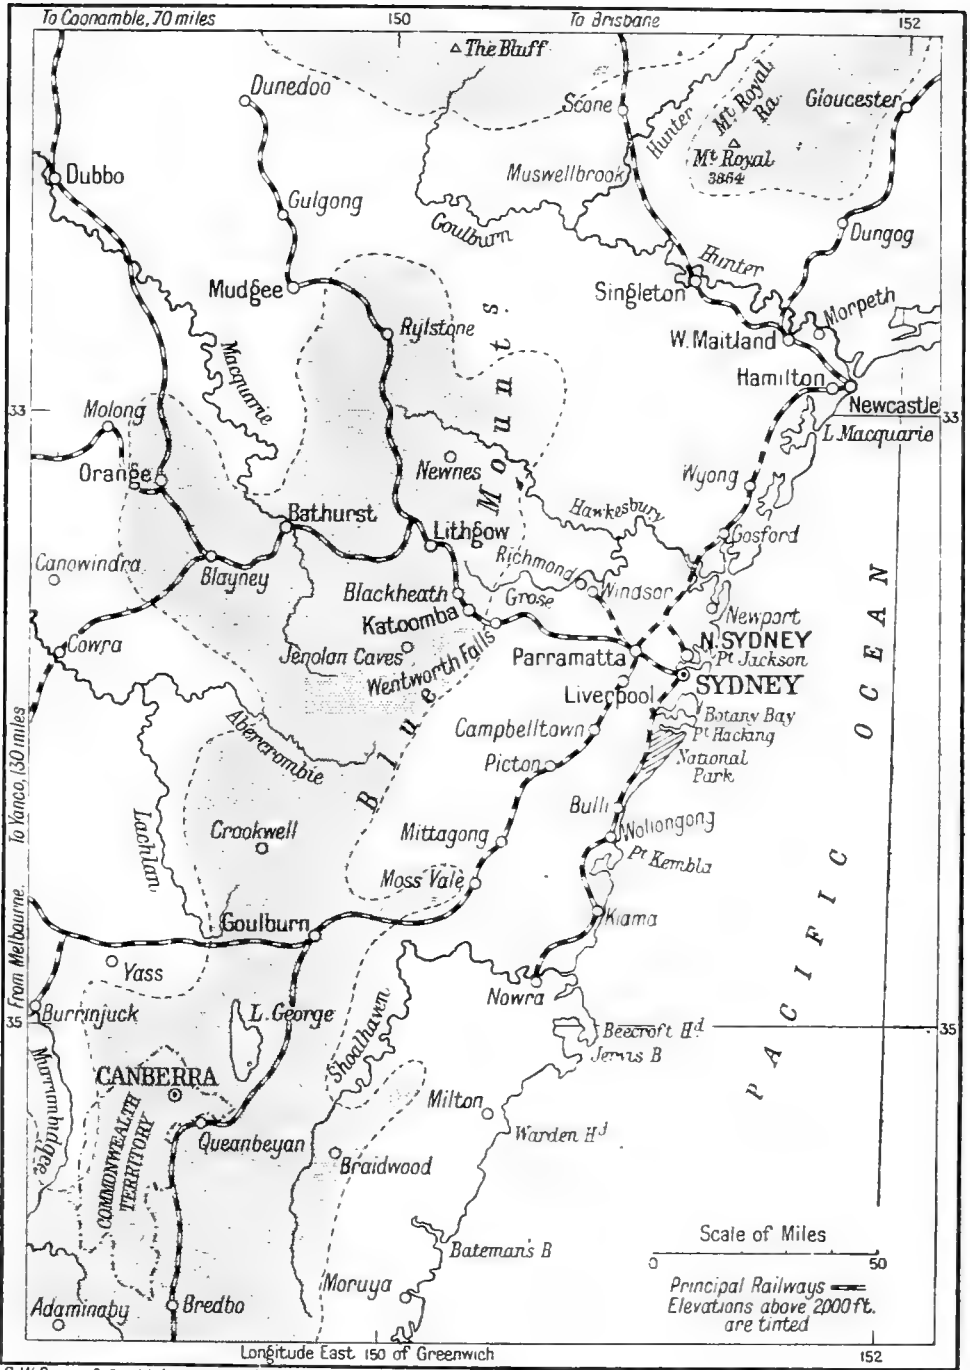 To Coonamble, 70 miles
150
To Brisbane
152
The Bluff
Dunedoo
Scone
Hunter
Mt Royal
Ra.
Gloucester
Dubbo
Muswellbrook
Mt Royal
3864
Gulgong
Goulburn
Dungog
Mudgee
Hunter
Singleton
Rylstone
Morpeth
W. Maitland
Macquarie
Hamilton
33
Molong
Newcastle
33
L Macquarie
Orange
Newnes
Wyong
Bathurst
Hawkesbury
Lithgow
Gosford
Canowindra
Blayney
Richmond
Windsor
Blackheath
Grose
Newport
Katoomba
Cowra
N. SYDNEY
Jenolan Caves
Wentworth Falls
Parramatta
Pt Jackson
SYDNEY
Liverpool
Blue Mounts.
Abercrombie
Campbelltown
Botany Bay
Pt Hacking
Picton
National
Park
To Yanco, 130 miles
Lachlan
Crookwell
Bulli
Mittagong
Wollongong
Pt Kembla
Moss Vale
Goulburn
Kiama
From Melbourne.
Yass
Nowra
PACIFIC OCEAN
Burrinjuck
L. George
Shoalhaven
35
Beecroft Hd
35
Jervis B
Murrumbidgee
CANBERRA
Milton
COMMONWEALTH
TERRITORY
Queanbeyan
Warden Hd
Braidwood
Scale of Miles
Bateman's B
0
50
Moruya
Principal Railways
Adaminaby
Bredbo
Elevations above 2,000 ft.
are tinted
Longitude East 150 of Greenwich
152